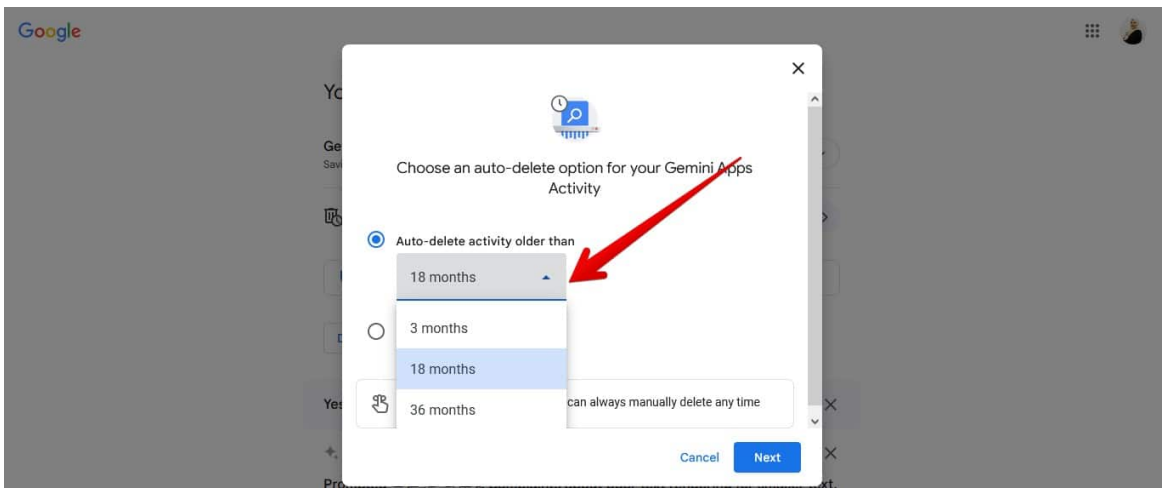 Google
Choose an auto-delete option for your Gemini Apps
Activity
Auto-delete activity older than
18 months
3 months
18 months
36 months
can always manually delete any time
Cancel
Next